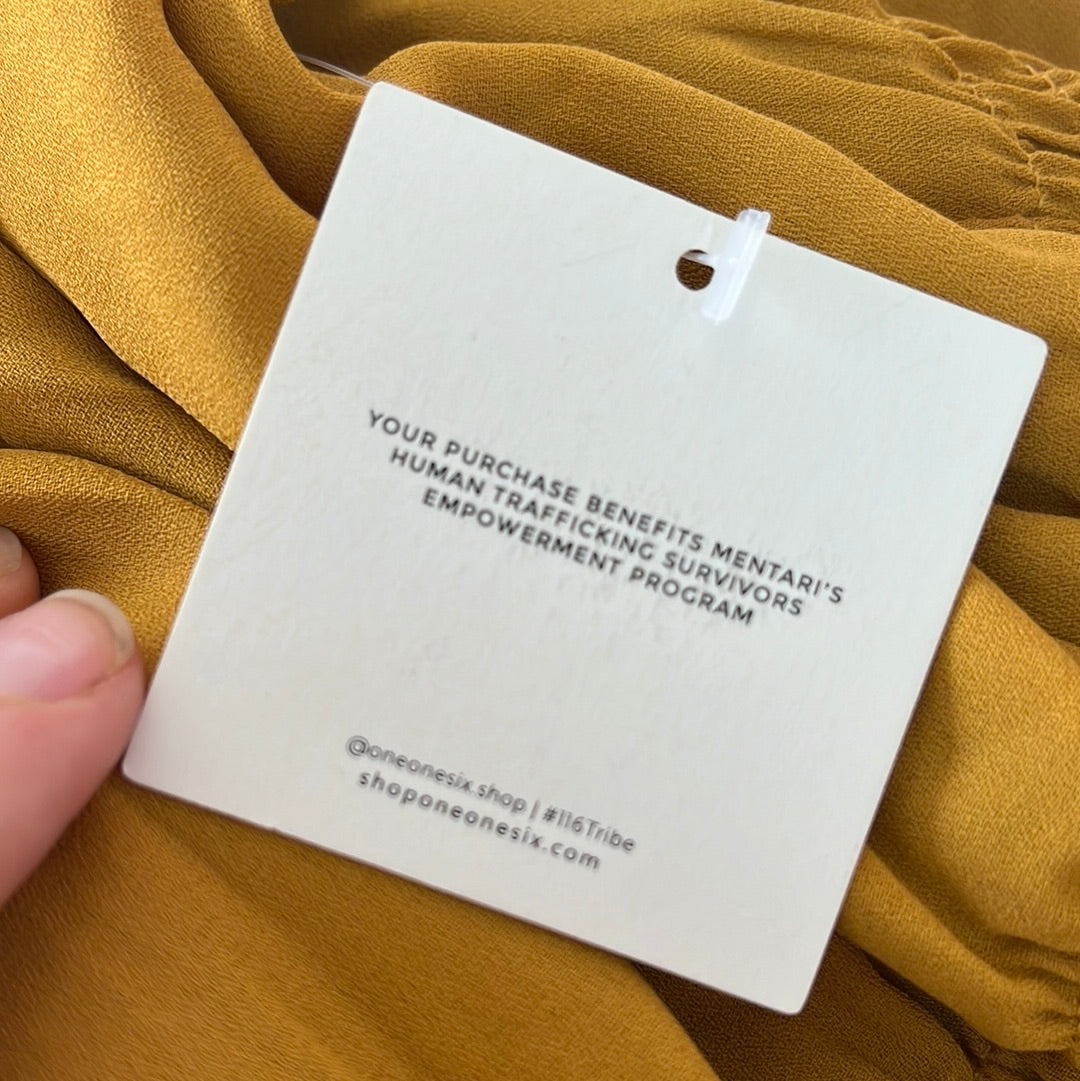 YOUR PURCHASE BENEFITS MENTARI'S
HUMAN TRAFFICKING SURVIVORS
EMPOWERMENT PROGRAM
@oneonesix.shop | #116Tribe
shoponeonesix.com